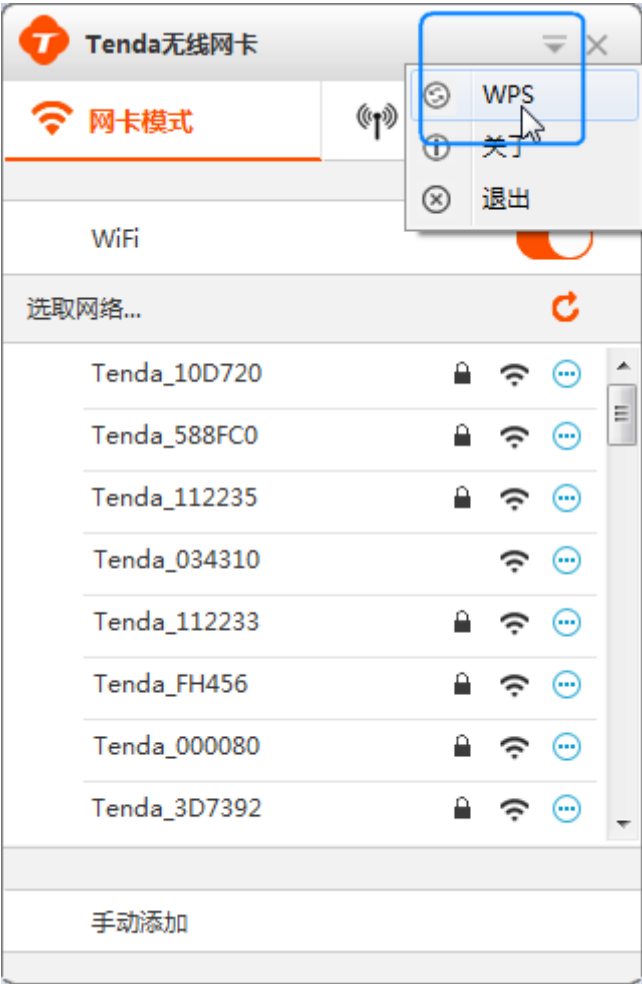 Tenda无线网卡
网卡模式
WPS
关于
退出
WiFi
选取网络...
Tenda_10D720
Tenda_588FC0
Tenda_112235
Tenda_034310
Tenda_112233
Tenda_FH456
Tenda_000080
Tenda_3D7392
手动添加